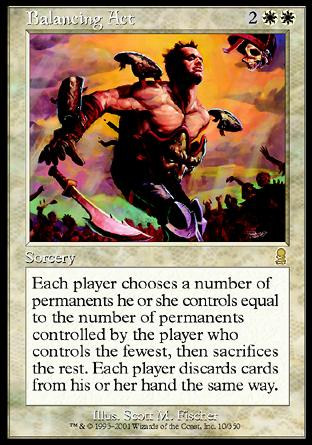 Balancing Act 2
Sorcery
Each player chooses a number of
permanents he or she controls equal
to the number of permanents
controlled by the player who
controls the fewest, then sacrifices
the rest. Each player discards cards
from his or her hand the same way.
Illus. Scott M. Fischer
™ & © 1993-2001 Wizards of the Coast, Inc. 10/350